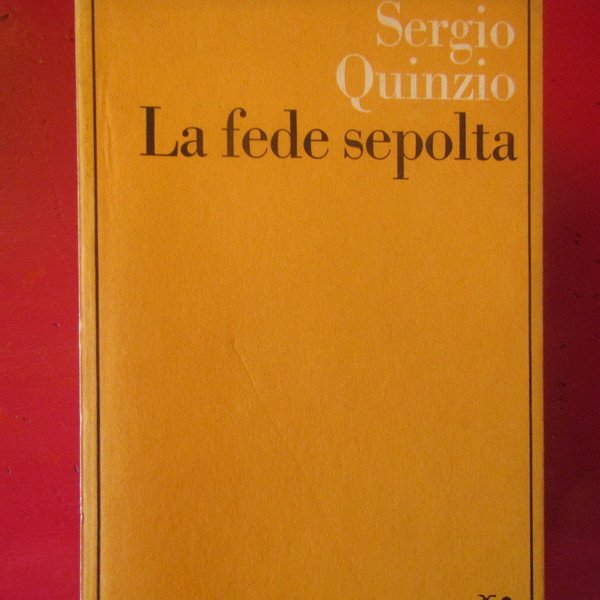 Sergio
Quinzio
La fede sepolta